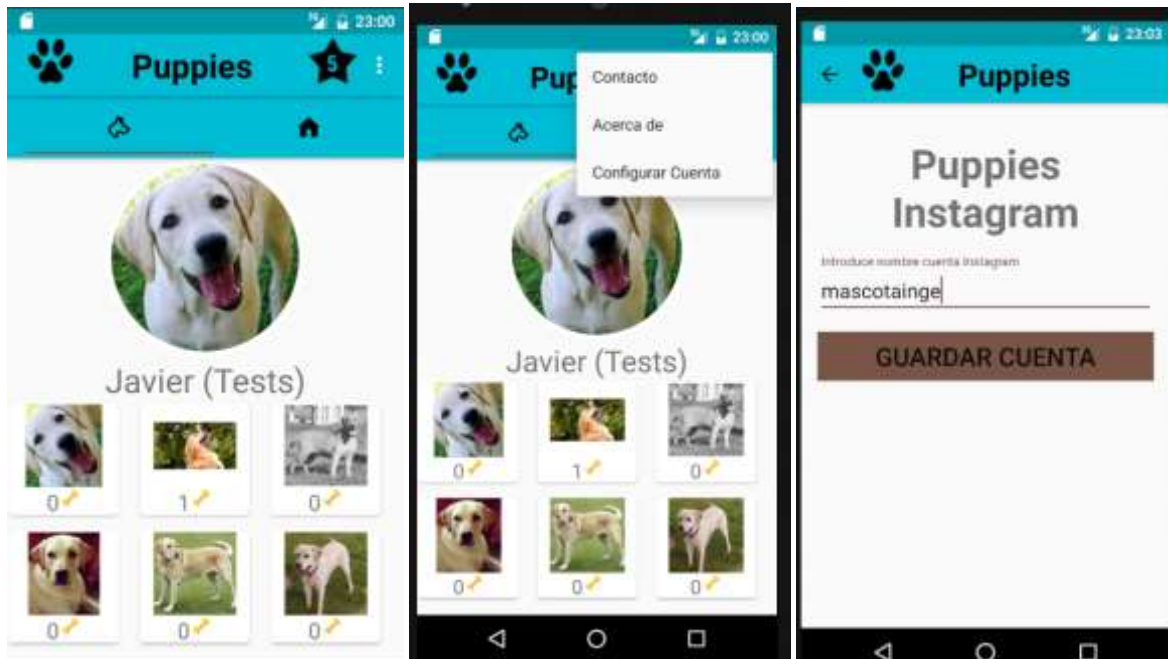 23:00
Puppies
5
Javier (Tests)
0
1
0
0
0
0
23:00
Pup
Contacto
Acerca de
Configurar Cuenta
Javier (Tests)
0
1
0
0
0
0
23:03
Puppies
Puppies
Instagram
Introduce nombre cuenta Instagram
mascotainge
GUARDAR CUENTA